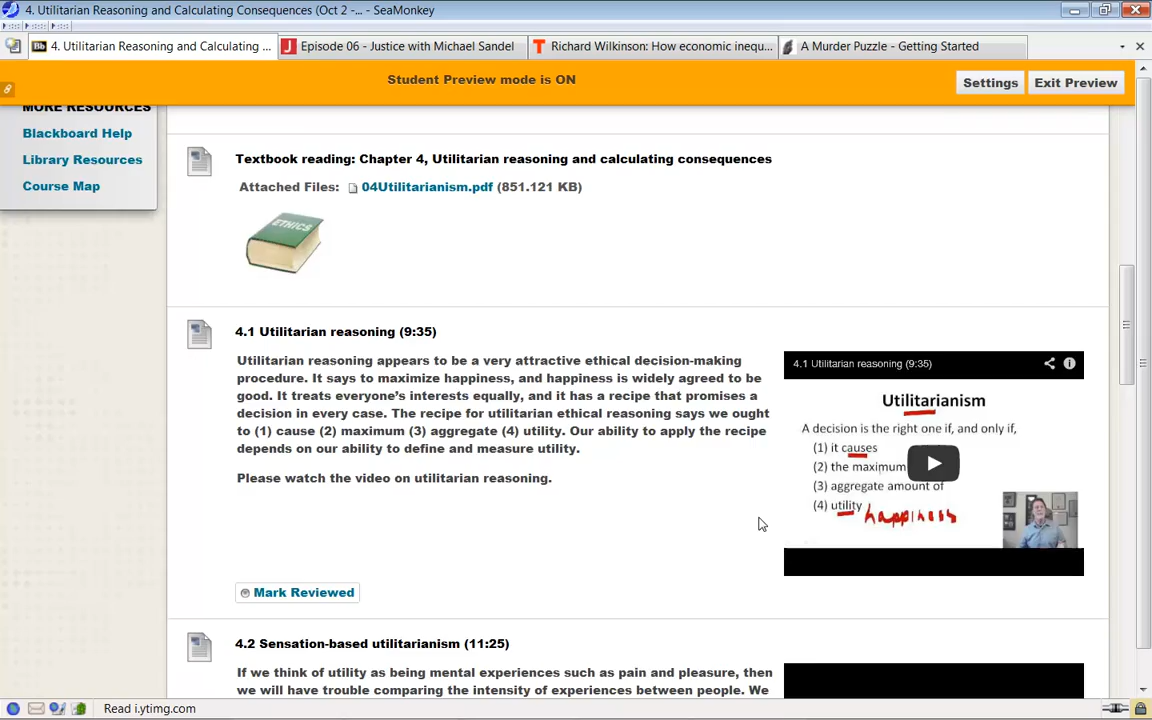 4. Utilitarian Reasoning and Calculating Consequences (Oct 2 -... - SeaMonkey
4. Utilitarian Reasoning and Calculating ...
Episode 06 - Justice with Michael Sandel
Richard Wilkinson: How economic inequ...
A Murder Puzzle - Getting Started
Student Preview mode is ON
Settings
Exit Preview
MORE RESOURCES
Blackboard Help
Library Resources
Course Map
Textbook reading: Chapter 4, Utilitarian reasoning and calculating consequences
Attached Files: 04Utilitarianism.pdf (851.121 KB)
ETHICS
4.1 Utilitarian reasoning (9:35)
Utilitarian reasoning appears to be a very attractive ethical decision-making
procedure. It says to maximize happiness, and happiness is widely agreed to be
good. It treats everyone's interests equally, and it has a recipe that promises a
decision in every case. The recipe for utilitarian ethical reasoning says we ought
to (1) cause (2) maximum (3) aggregate (4) utility. Our ability to apply the recipe
depends on our ability to define and measure utility.
Please watch the video on utilitarian reasoning.
4.1 Utilitarian reasoning (9:35)
Utilitarianism
A decision is the right one if, and only if,
(1) it causes
(2) the maximum
(3) aggregate amount of
(4) utility happiness
Mark Reviewed
4.2 Sensation-based utilitarianism (11:25)
If we think of utility as being mental experiences such as pain and pleasure, then
we will have trouble comparing the intensity of experiences between people. We
Read i.ytimg.com